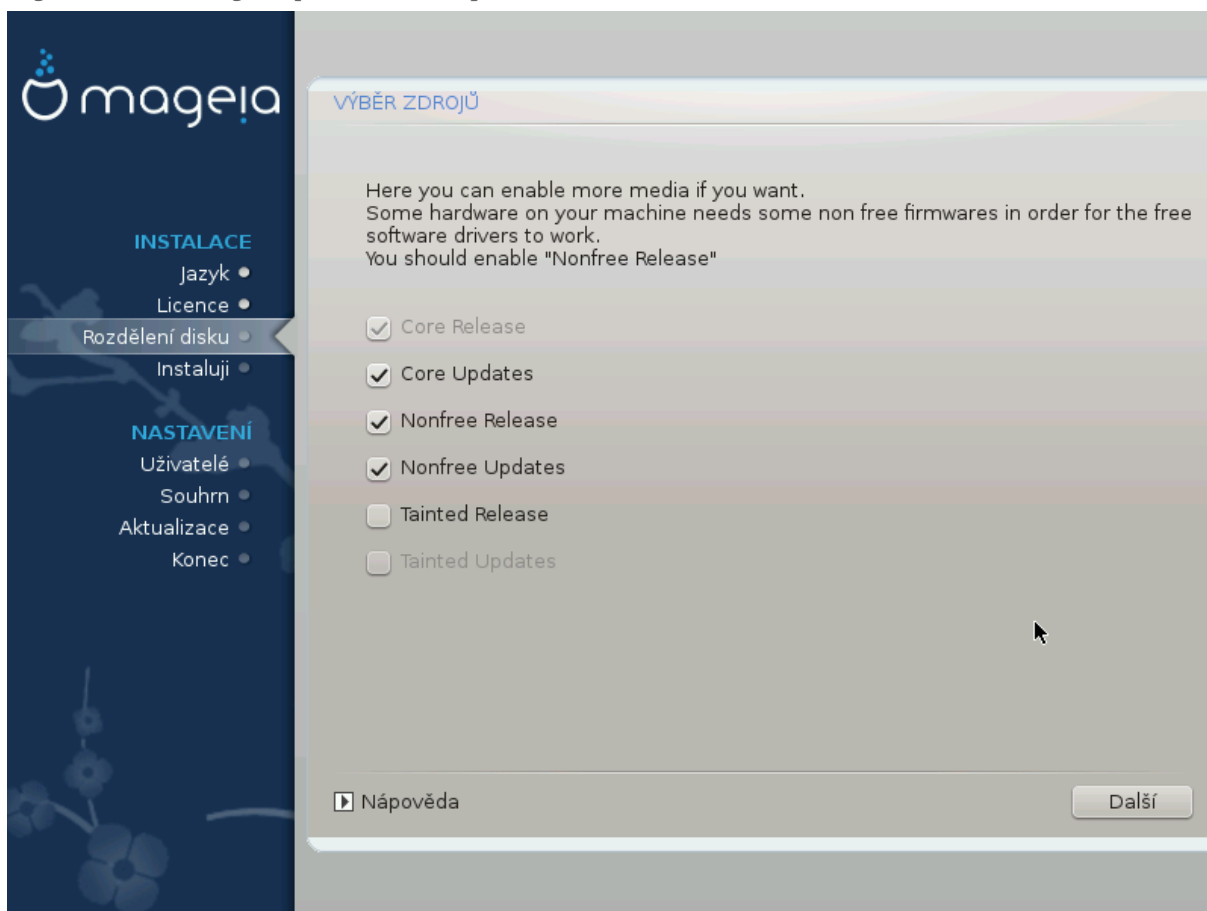 mageia
INSTALACE
Jazyk
Licence
Rozdělení disku
Instaluji
NASTAVENÍ
Uživatelé
Souhrn
Aktualizace
Konec
VÝBĚR ZDROJŮ
Here you can enable more media if you want.
Some hardware on your machine needs some non free firmwares in order for the free
software drivers to work.
You should enable "Nonfree Release"
Core Release
Core Updates
Nonfree Release
Nonfree Updates
Tainted Release
Tainted Updates
Nápověda
Další